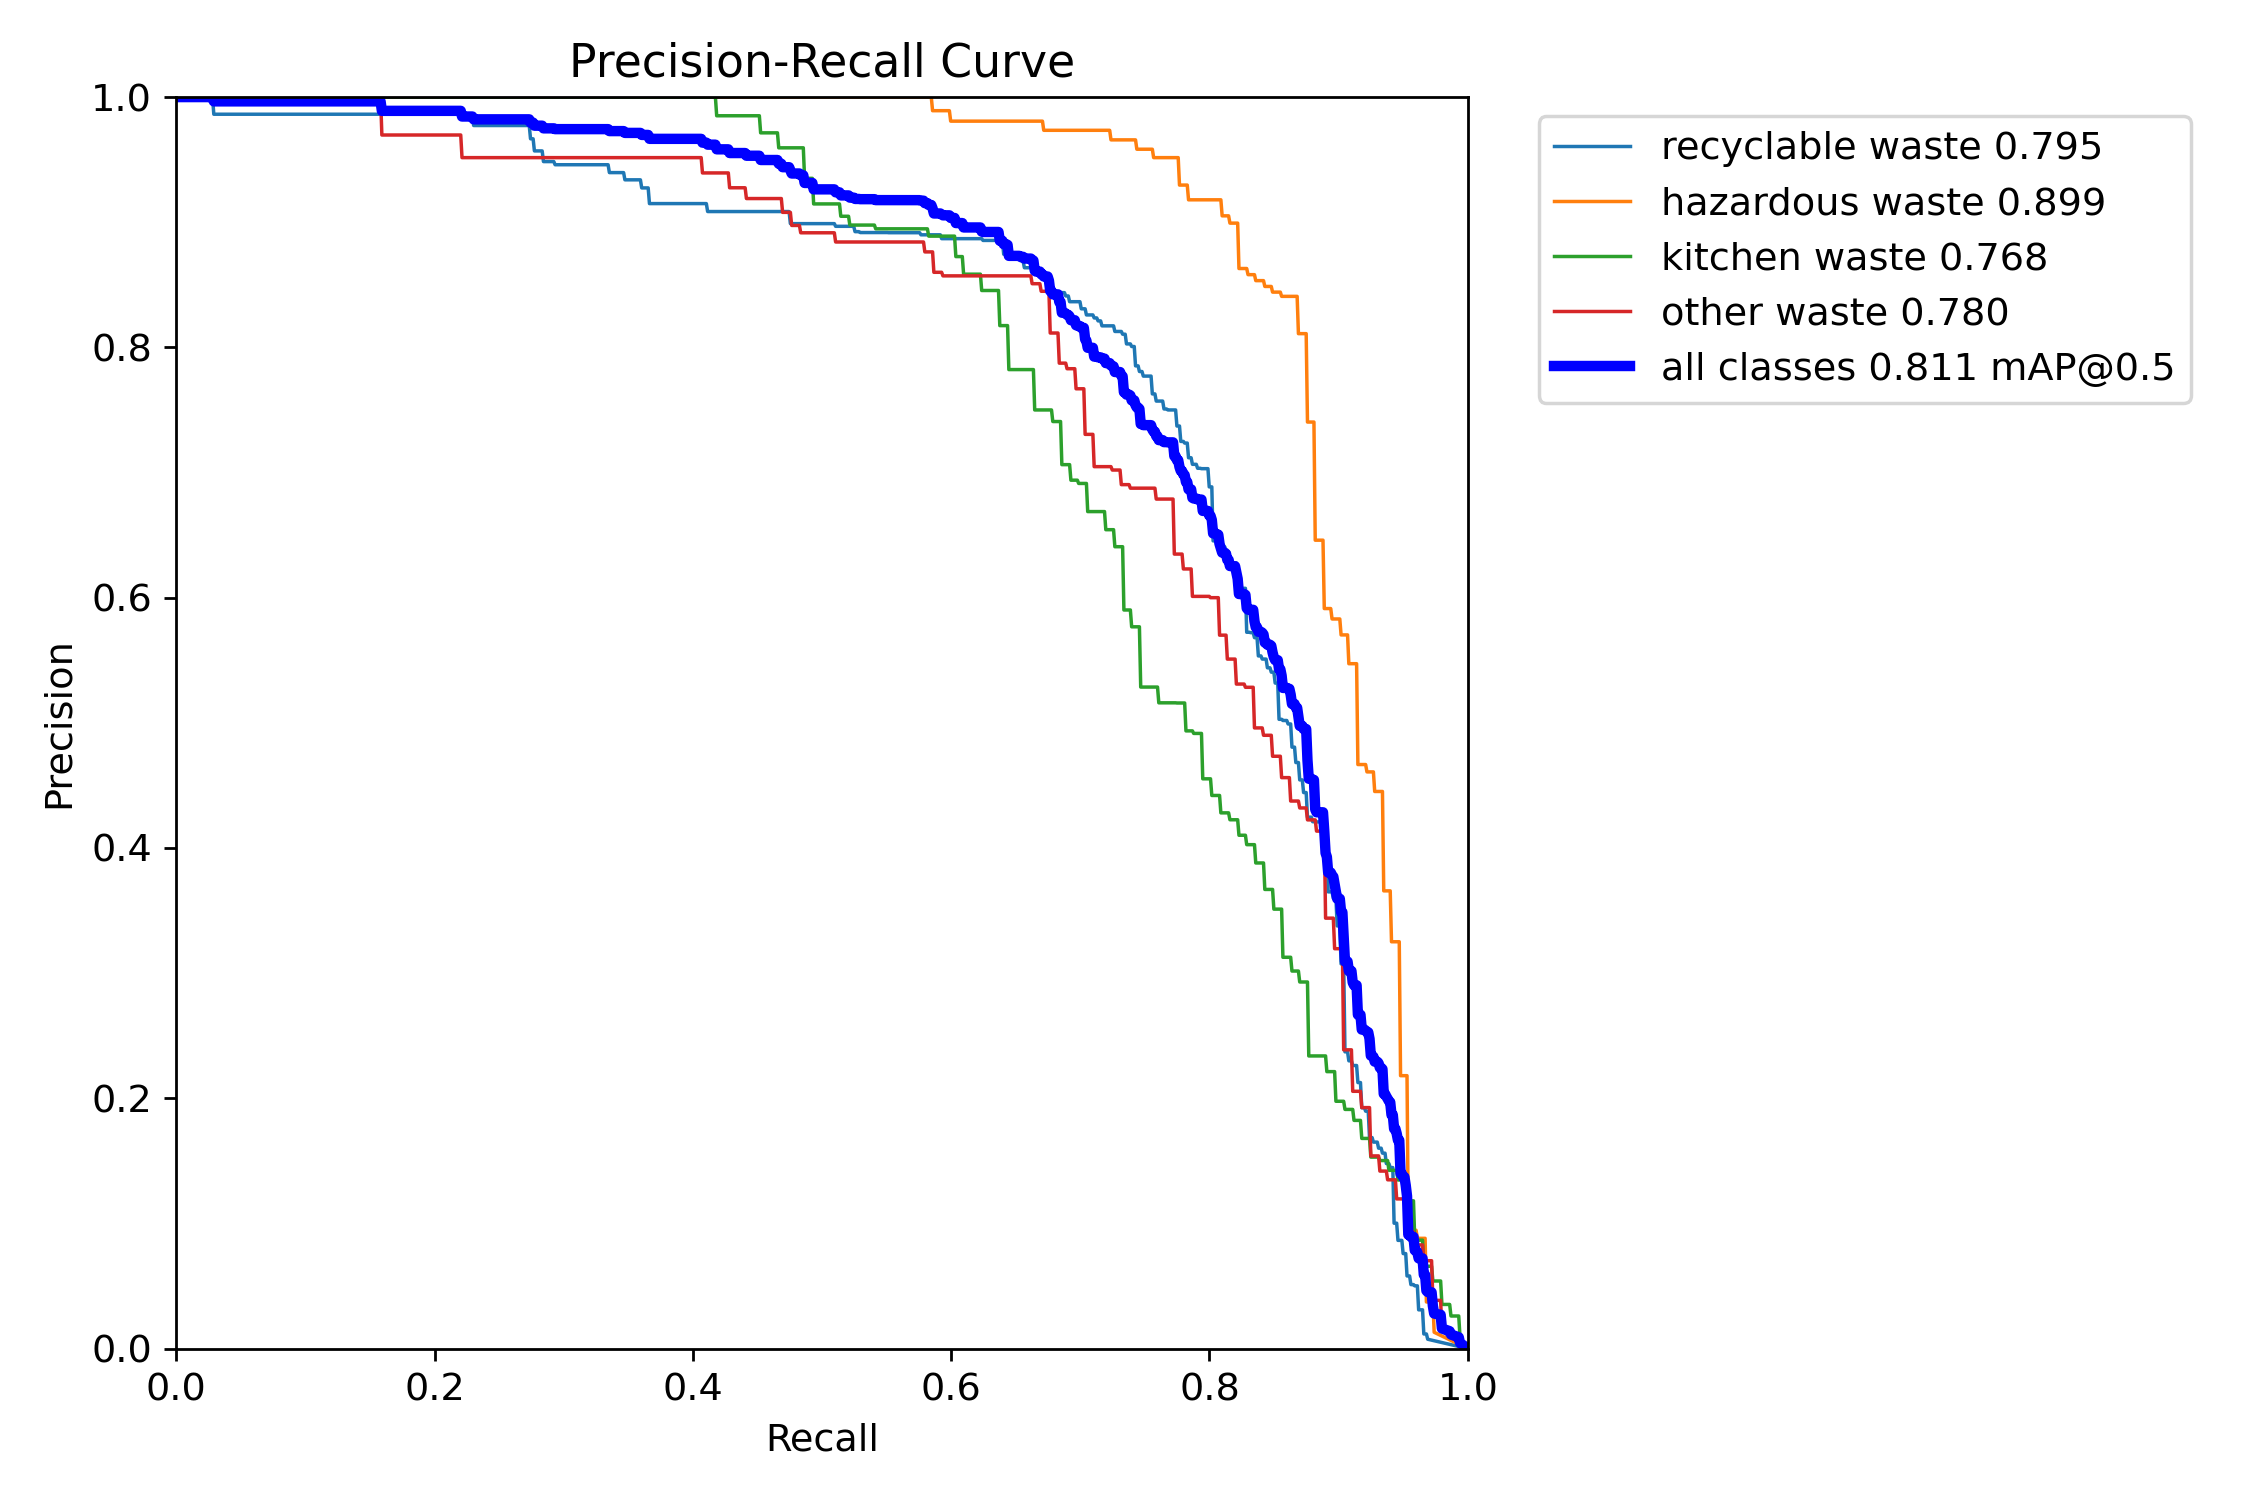 Precision-Recall Curve
1.0
0.8
0.6
0.4
0.2
0.0
Precision
0.0 0.2 0.4 0.6 0.8 1.0
Recall
recyclable waste 0.795
hazardous waste 0.899
kitchen waste 0.768
other waste 0.780
all classes 0.811 mAP@0.5